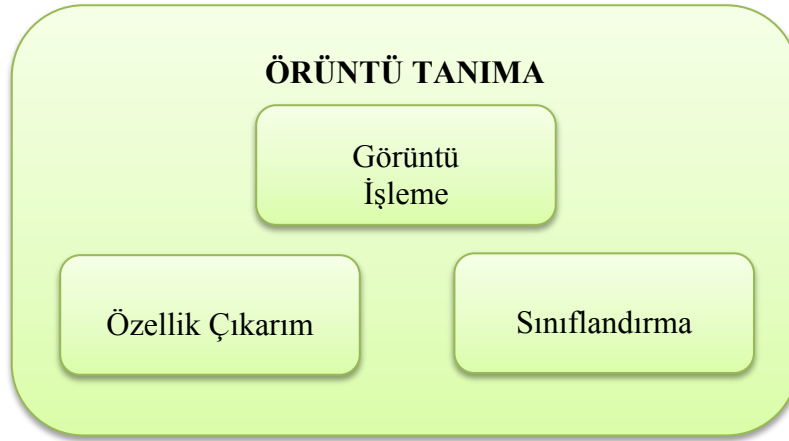 ÖRÜNTÜ TANIMA
Görüntü
İşleme
Özellik Çıkarım
Sınıflandırma